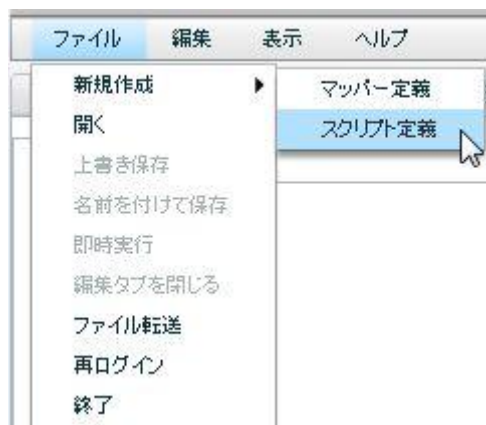 ファイル 編集 表示 ヘルプ
新規作成
マッパー定義
開く
スクリプト定義
上書き保存
名前を付けて保存
即時実行
編集タブを閉じる
ファイル転送
再ログイン
終了